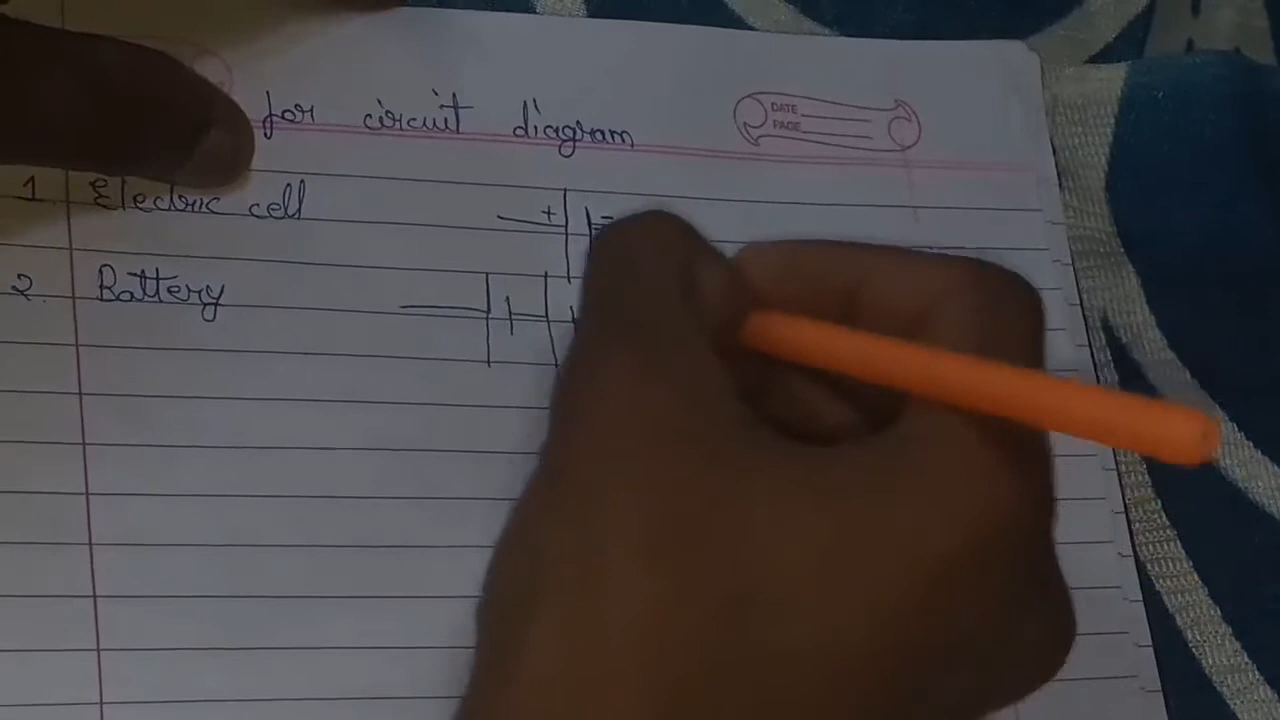 for circuit diagram
DATE
PAGE
1. Electric cell
+ -
2. Battery